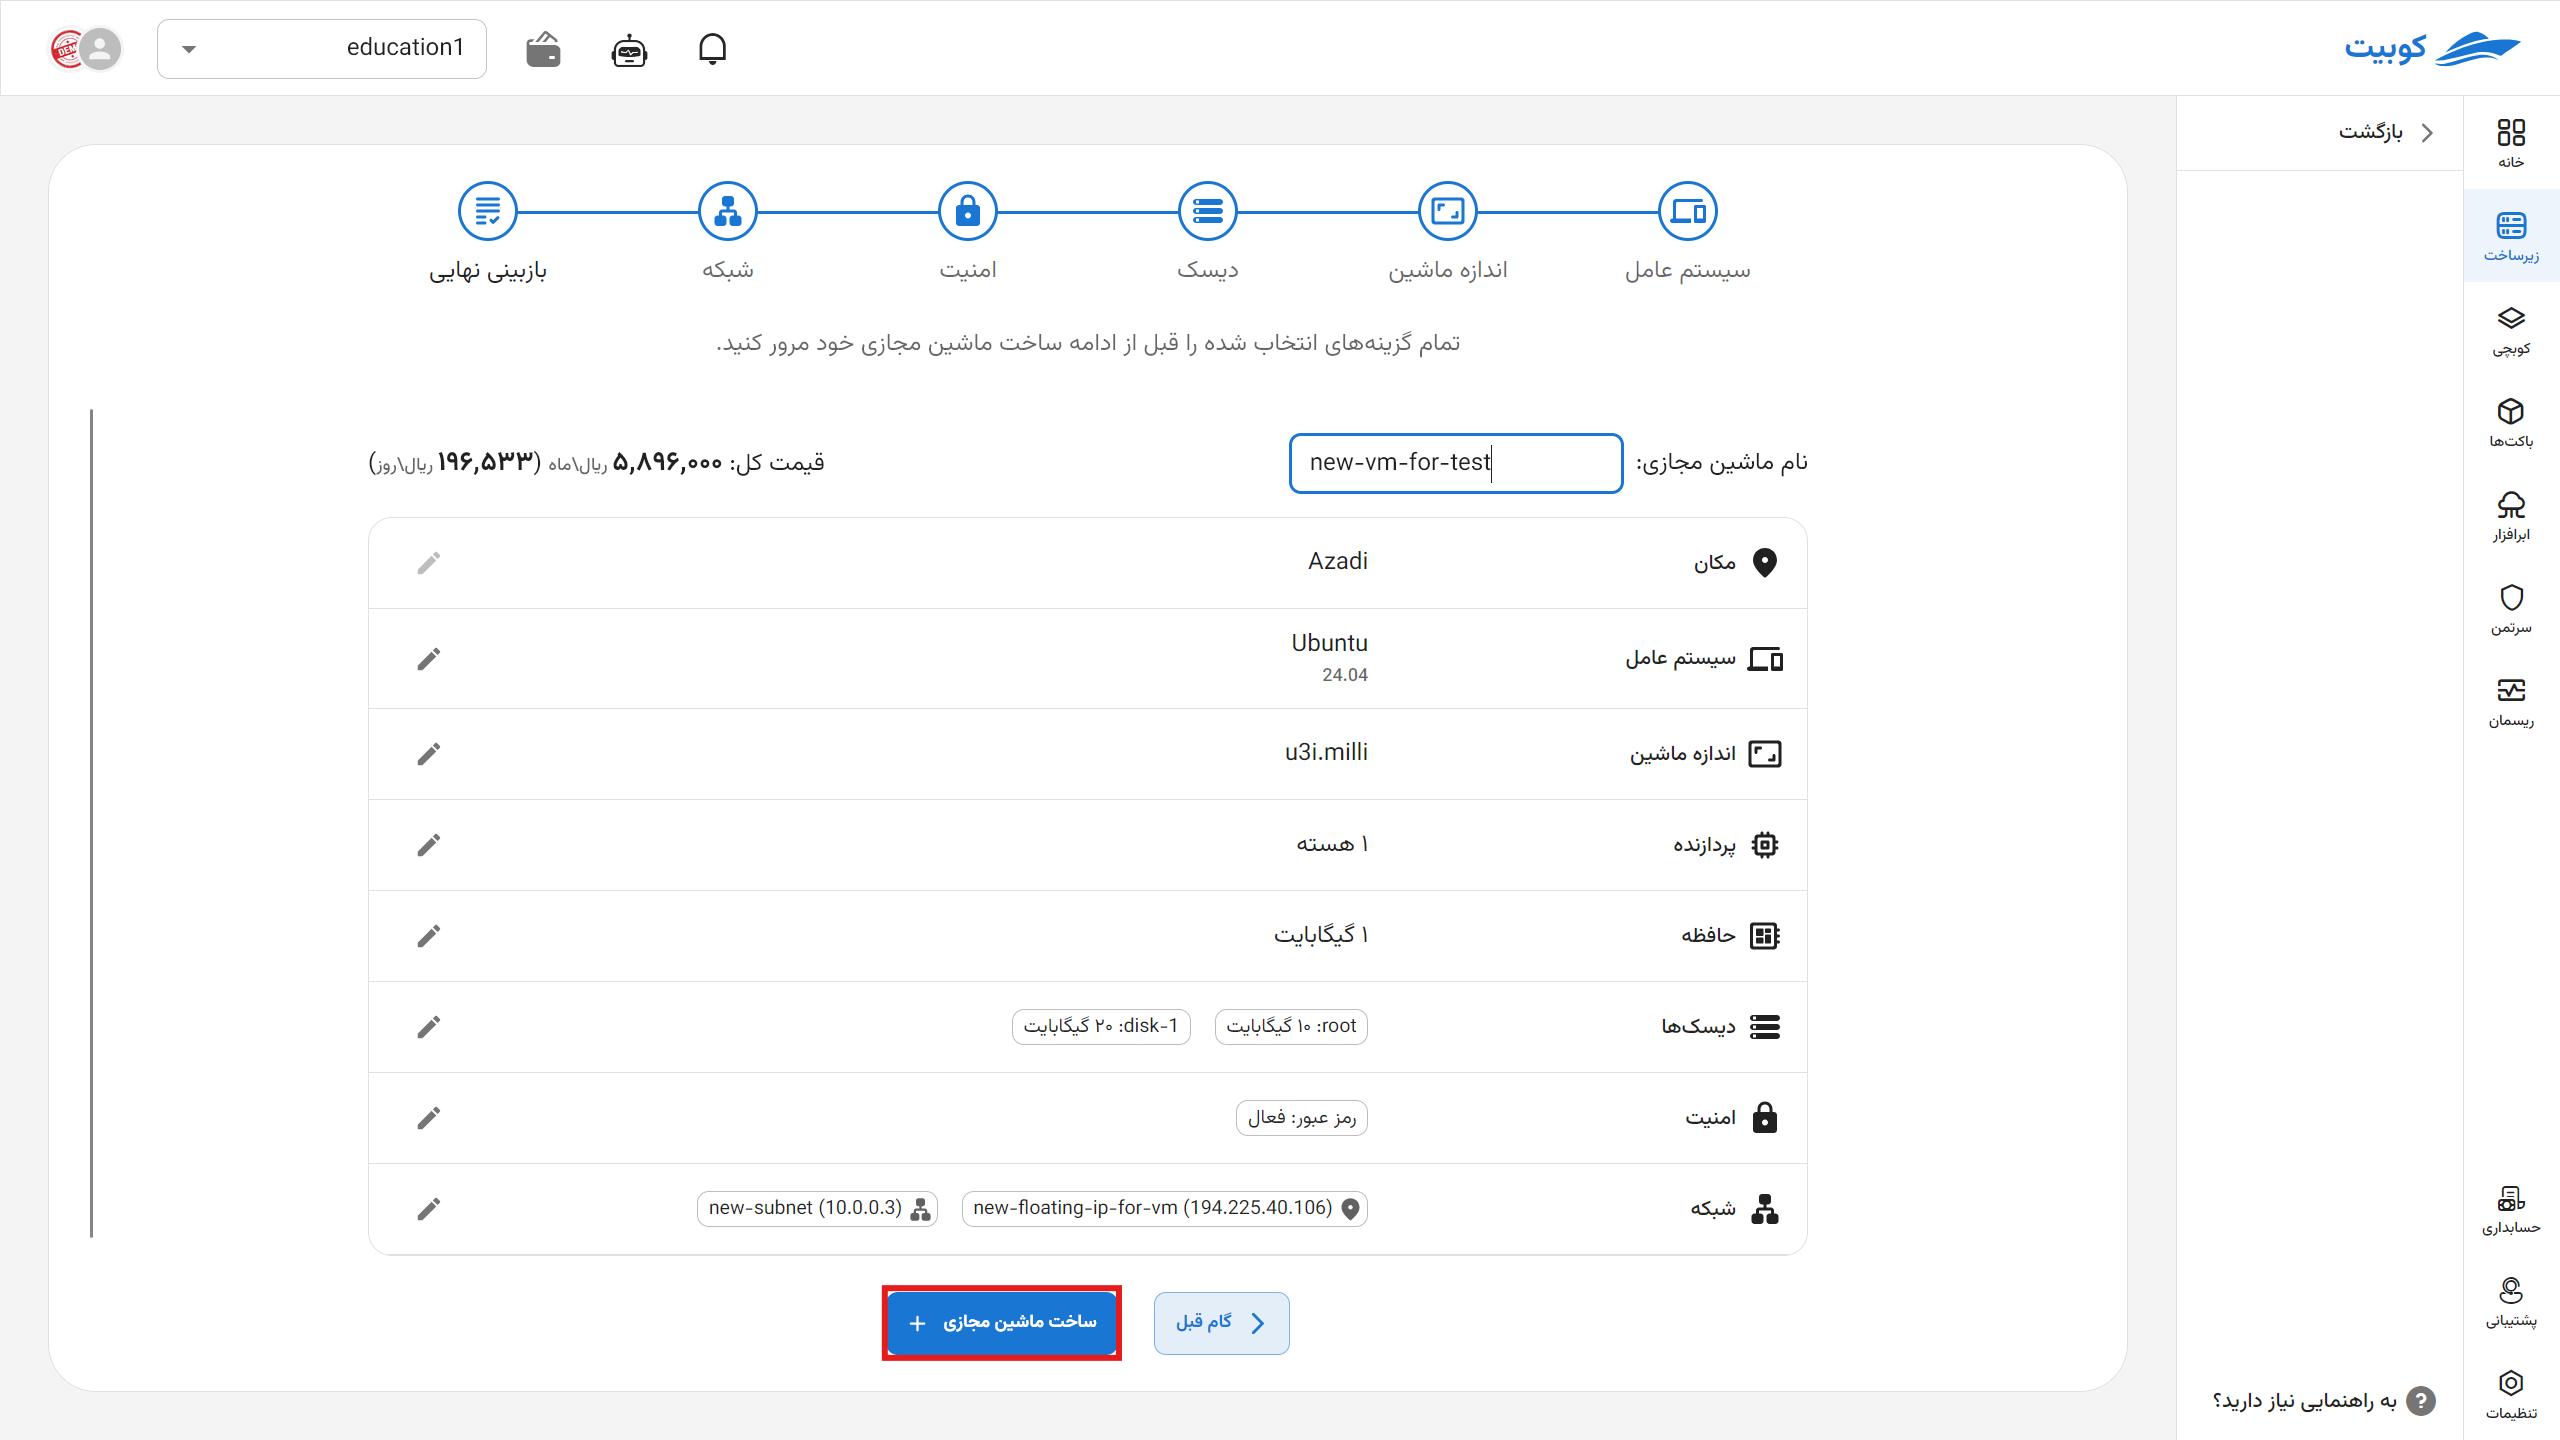 کوبیت
education1
DEMO
خانه
زیرساخت
کوبچی
باکت‌ها
ابرافزار
سرتمن
ریسمان
حسابداری
پشتیبانی
تنظیمات
بازگشت
به راهنمایی نیاز دارید؟
سیستم عامل
اندازه ماشین
دیسک
امنیت
شبکه
بازبینی نهایی
تمام گزینه‌های انتخاب شده را قبل از ادامه ساخت ماشین مجازی خود مرور کنید.
نام ماشین مجازی: new-vm-for-test
قیمت کل: ۵,۸۹۶,۰۰۰ ریال\ماه (۱۹۶,۵۳۳ ریال\روز)
مکان Azadi
سیستم عامل Ubuntu
24.04
اندازه ماشین u3i.milli
پردازنده ۱ هسته
حافظه ۱ گیگابایت
دیسک‌ها root: ۱۰ گیگابایت disk-1: ۲۰ گیگابایت
امنیت رمز عبور: فعال
شبکه new-floating-ip-for-vm (194.225.40.106) new-subnet (10.0.0.3)
گام قبل
ساخت ماشین مجازی +